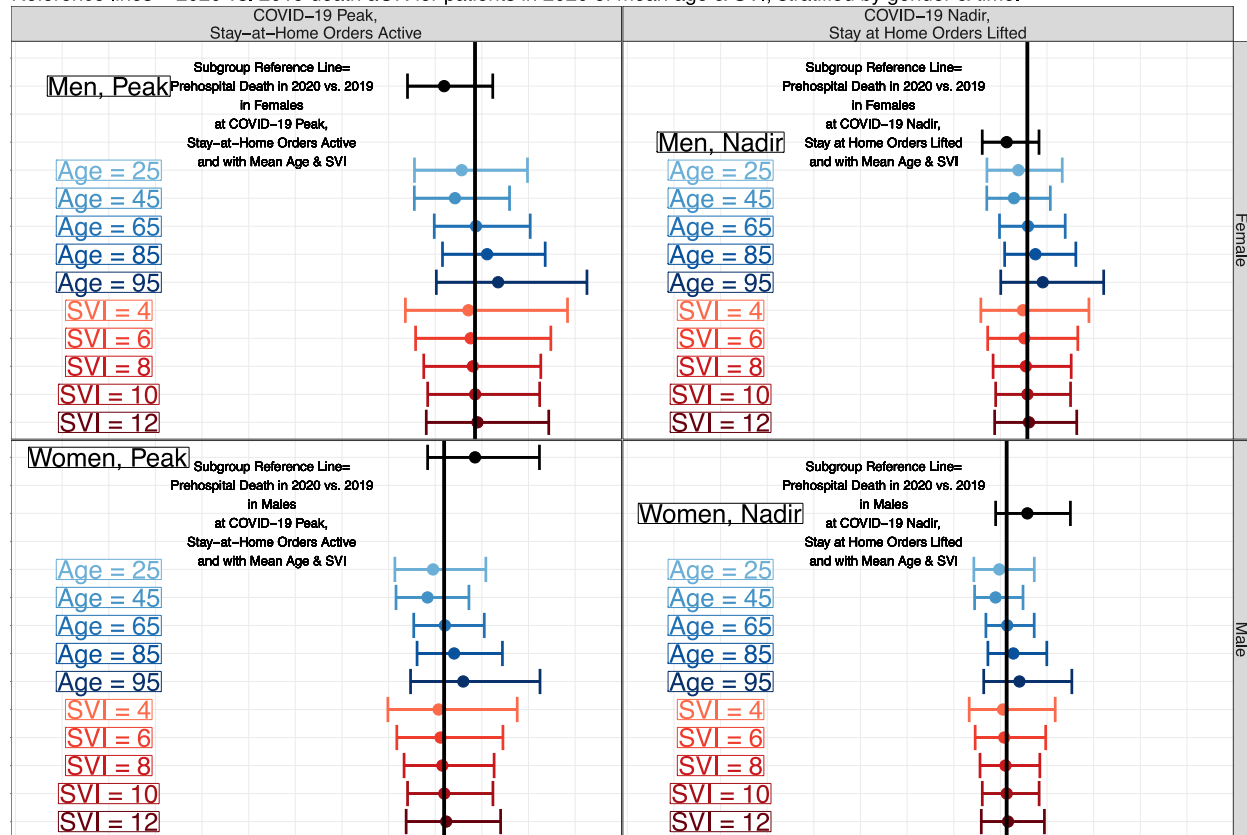 COVID−19 Peak,
Stay−at−Home Orders Active
COVID−19 Nadir,
Stay at Home Orders Lifted
Men, Peak
Subgroup Reference Line=
Prehospital Death in 2020 vs. 2019
in Females
at COVID−19 Peak,
Stay−at−Home Orders Active
and with Mean Age & SVI
Age = 25
Age = 45
Age = 65
Age = 85
Age = 95
SVI = 4
SVI = 6
SVI = 8
SVI = 10
SVI = 12
Subgroup Reference Line=
Prehospital Death in 2020 vs. 2019
in Females
at COVID−19 Nadir,
Stay at Home Orders Lifted
and with Mean Age & SVI
Men, Nadir
Age = 25
Age = 45
Age = 65
Age = 85
Age = 95
SVI = 4
SVI = 6
SVI = 8
SVI = 10
SVI = 12
Female
Women, Peak
Subgroup Reference Line=
Prehospital Death in 2020 vs. 2019
in Males
at COVID−19 Peak,
Stay−at−Home Orders Active
and with Mean Age & SVI
Age = 25
Age = 45
Age = 65
Age = 85
Age = 95
SVI = 4
SVI = 6
SVI = 8
SVI = 10
SVI = 12
Subgroup Reference Line=
Prehospital Death in 2020 vs. 2019
in Males
at COVID−19 Nadir,
Stay at Home Orders Lifted
and with Mean Age & SVI
Women, Nadir
Age = 25
Age = 45
Age = 65
Age = 85
Age = 95
SVI = 4
SVI = 6
SVI = 8
SVI = 10
SVI = 12
Male